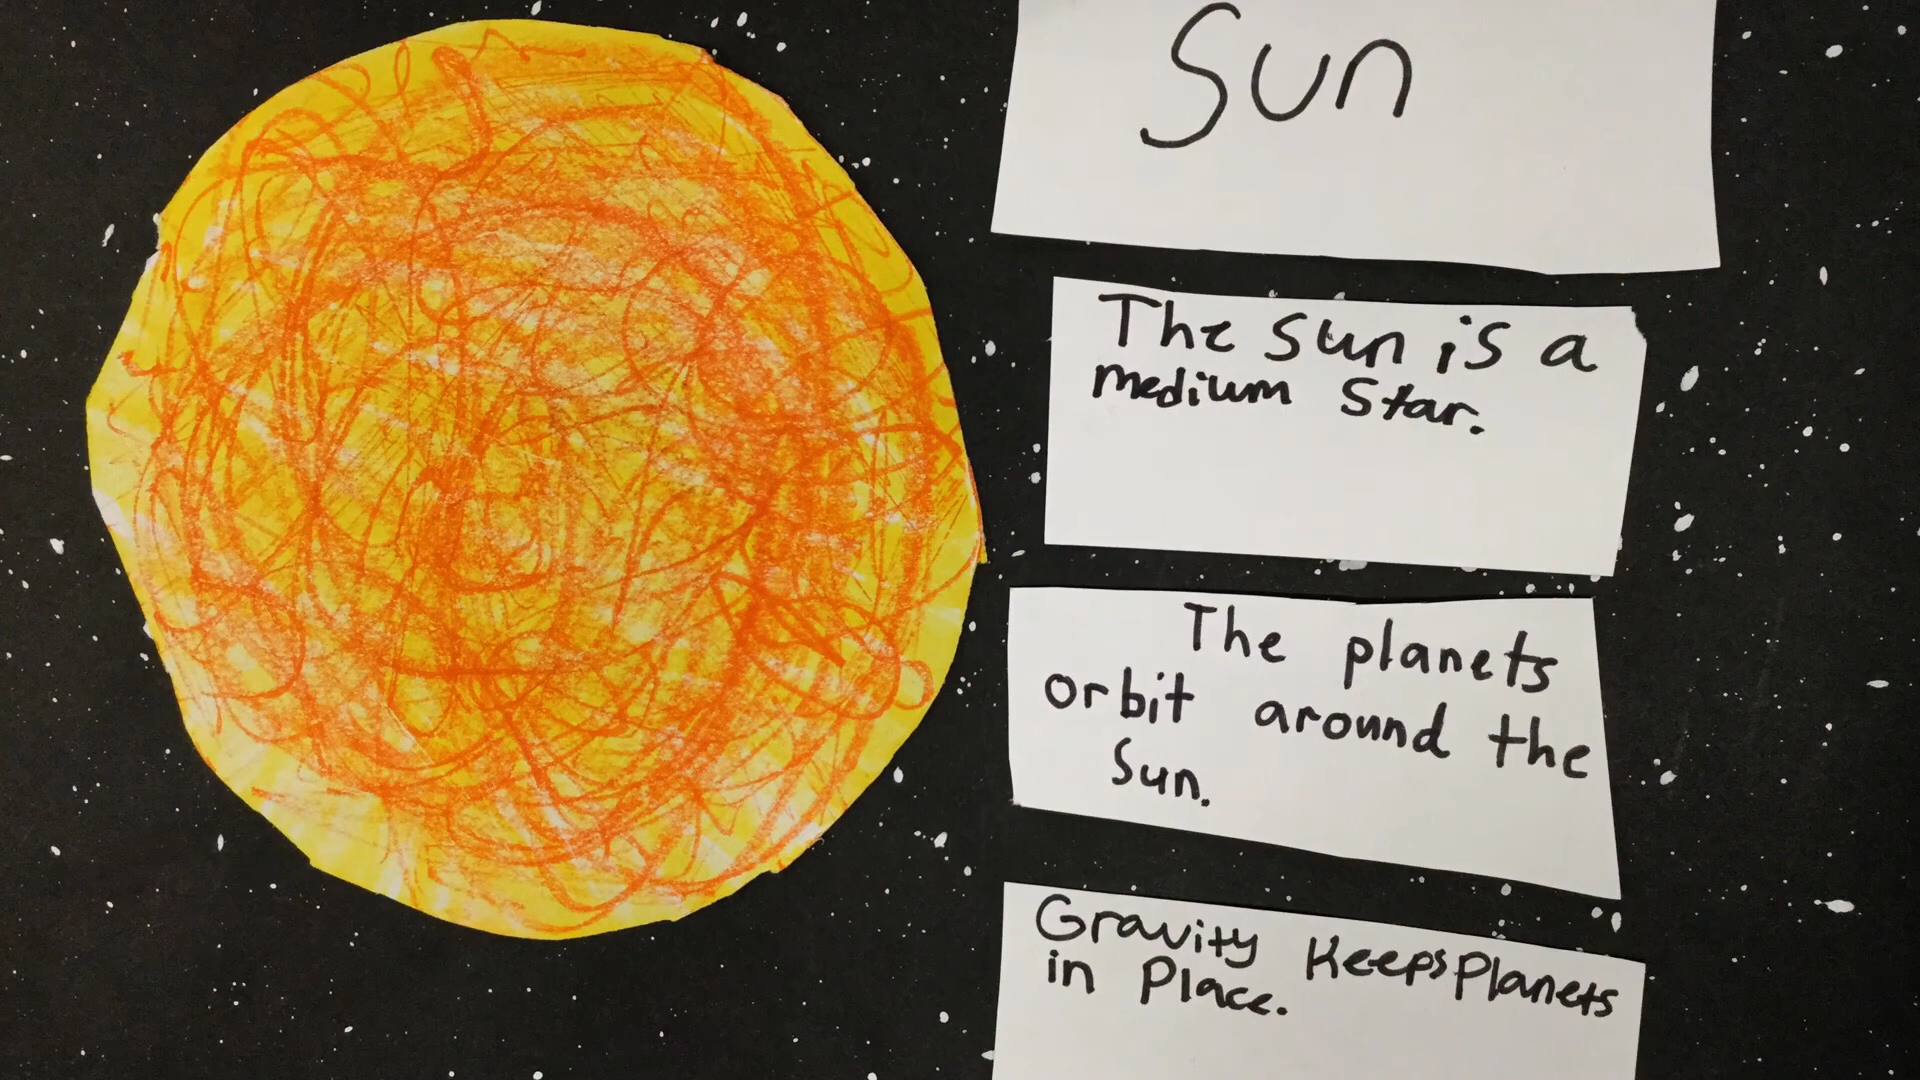 Sun
The Sun is a
medium Star.
The planets
orbit around the
Sun.
Gravity Keeps Planets
in Place.